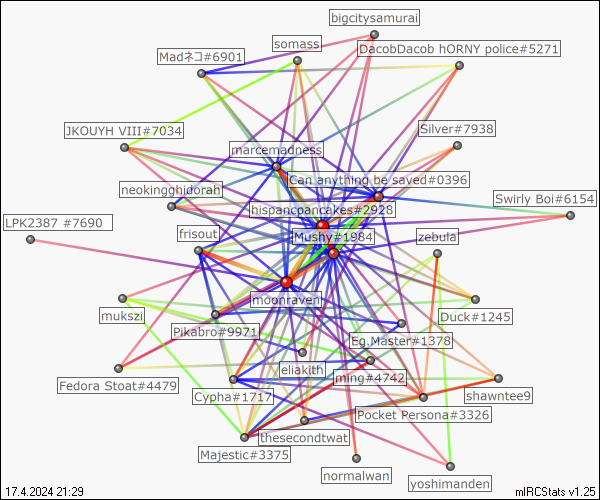 bigcitysamurai
somass
DacobDacob hORNY police#5271
Madネコ#6901
JKOUYH VIII#7034
Silver#7938
marcemadness
Can anything be saved#0396
neokingghidorah
Swirly Boi#6154
hispancpancakes#2928
LPK2387 #7690
frisout
Mushy#1984
zebula
moonraven
mukszi
Duck#1245
Pikabro#9971
Eg.Master#1378
eliakith
ming#4742
Fedora Stoat#4479
Cypha#1717
shawntee9
Pocket Persona#3326
thesecondtwat
Majestic#3375
normalwan
yoshimanden
17.4.2024 21:29
mIRCStats v1.25